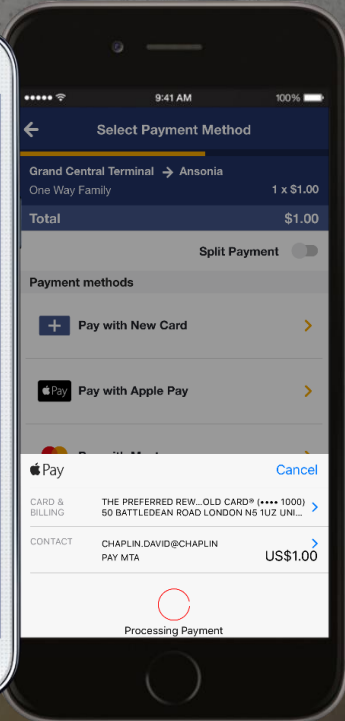 9:41 AM
100%
Select Payment Method
Grand Central Terminal → Ansonia
One Way Family 1 x $1.00
Total $1.00
Split Payment
Payment methods
Pay with New Card
Pay Pay with Apple Pay
Pay with
Pay Cancel
CARD & BILLING THE PREFERRED REW...OLD CARD® (•••• 1000)
50 BATTLEDEAN ROAD LONDON N5 1UZ UNI...
CONTACT CHAPLIN.DAVID@CHAPLIN
PAY MTA US$1.00
Processing Payment